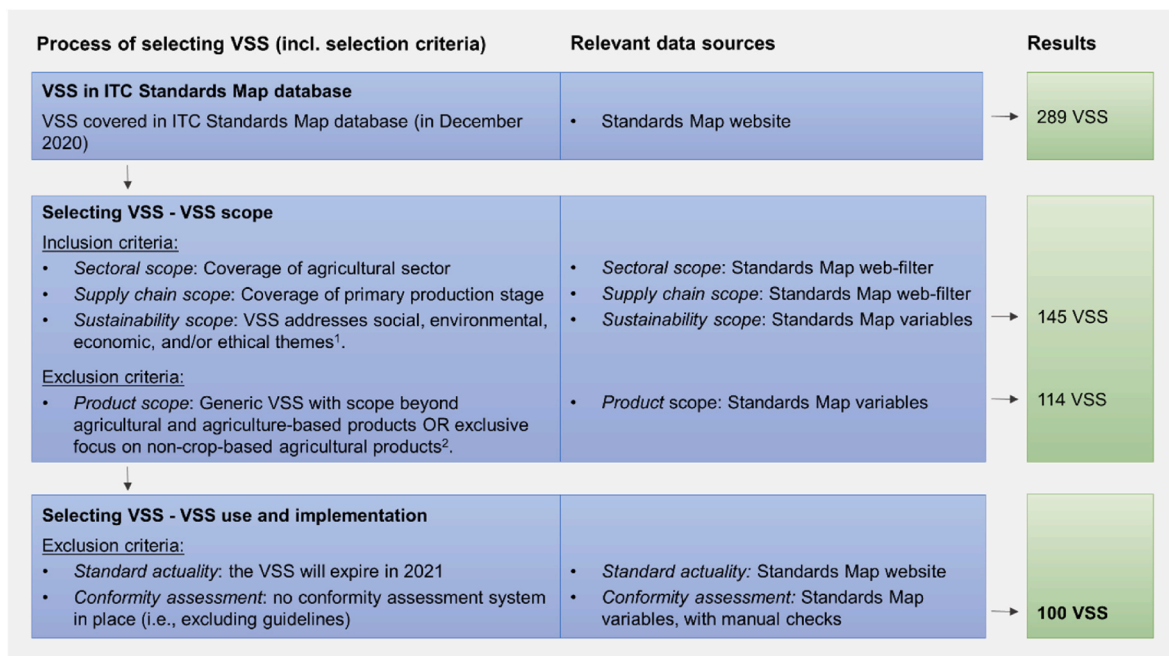 Process of selecting VSS (incl. selection criteria)
Relevant data sources
Results
VSS in ITC Standards Map database
VSS covered in ITC Standards Map database (in December
2020)
• Standards Map website
289 VSS
Selecting VSS - VSS scope
Inclusion criteria:
• Sectoral scope: Coverage of agricultural sector
• Supply chain scope: Coverage of primary production stage
• Sustainability scope: VSS addresses social, environmental,
economic, and/or ethical themes¹.
• Sectoral scope: Standards Map web-filter
• Supply chain scope: Standards Map web-filter
• Sustainability scope: Standards Map variables
145 VSS
Exclusion criteria:
• Product scope: Generic VSS with scope beyond
agricultural and agriculture-based products OR exclusive
focus on non-crop-based agricultural products².
• Product scope: Standards Map variables
114 VSS
Selecting VSS - VSS use and implementation
Exclusion criteria:
• Standard actuality: the VSS will expire in 2021
• Conformity assessment: no conformity assessment system
in place (i.e., excluding guidelines)
• Standard actuality: Standards Map website
• Conformity assessment: Standards Map
variables, with manual checks
100 VSS